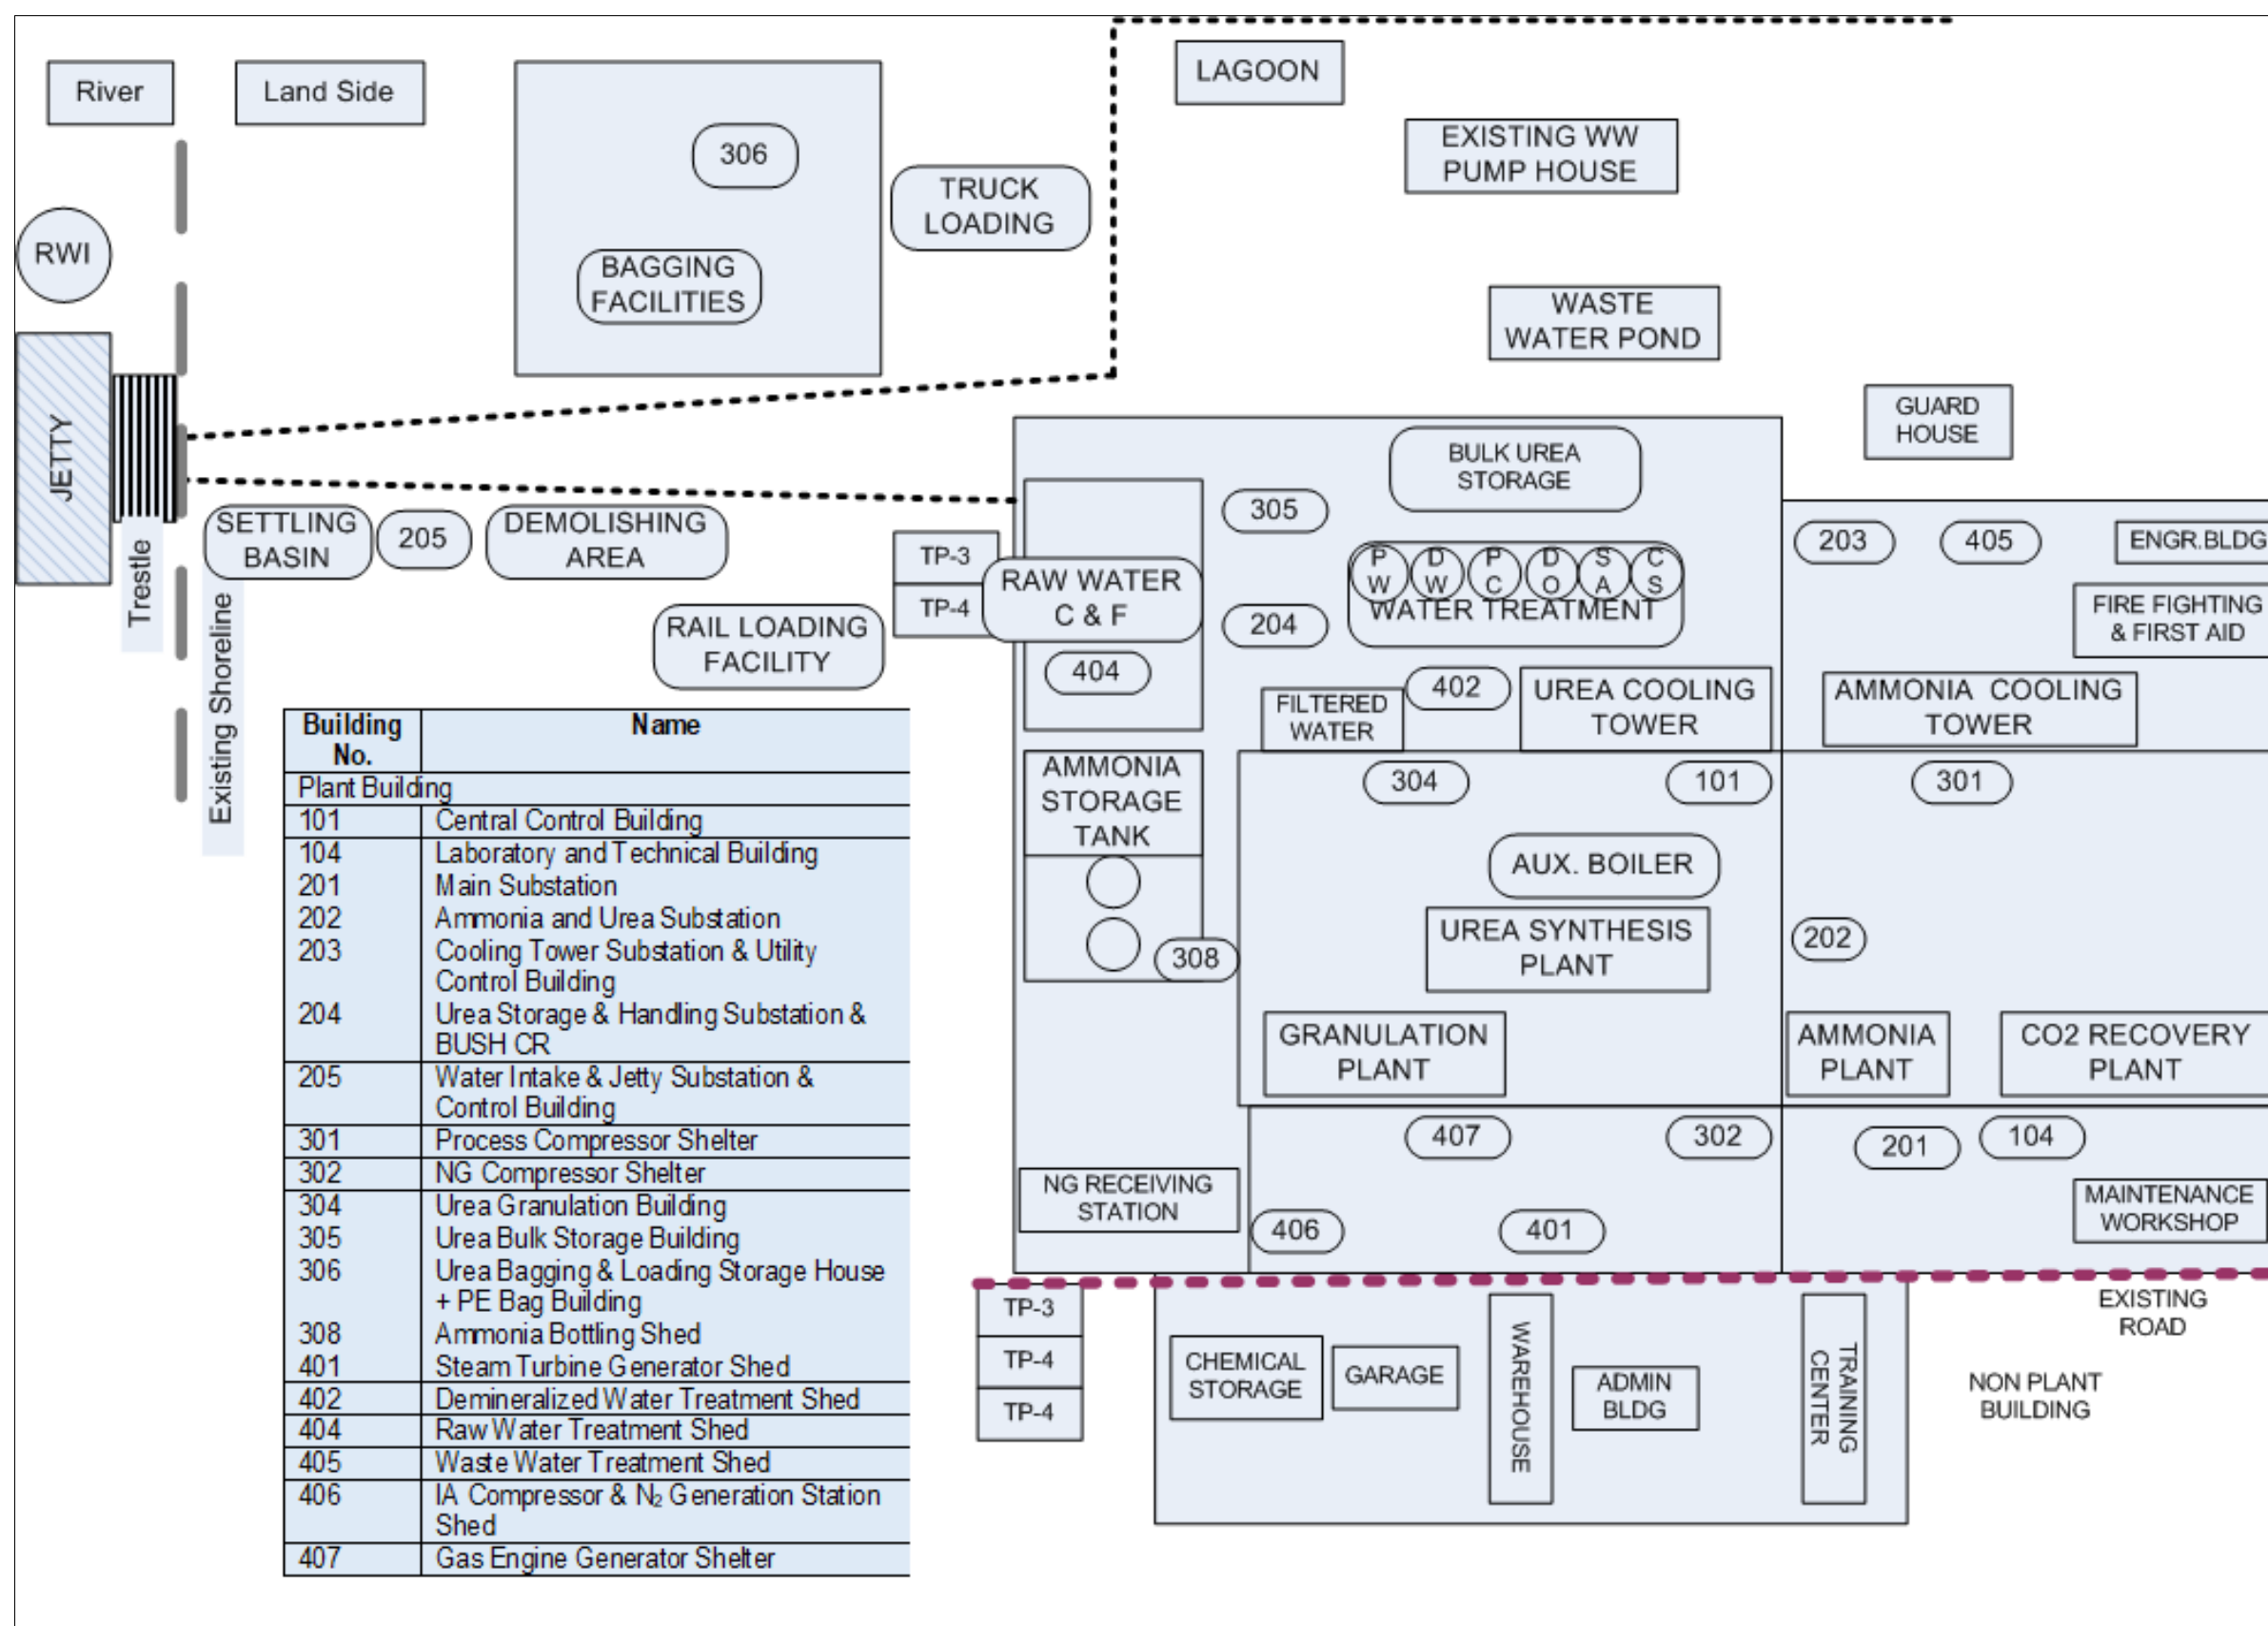 River
Land Side
LAGOON
EXISTING WW
PUMP HOUSE
306
TRUCK
LOADING
RWI
BAGGING
FACILITIES
WASTE
WATER POND
GUARD
HOUSE
JETTY
Trestle
Existing Shoreline
SETTLING
BASIN
205
DEMOLISHING
AREA
RAIL LOADING
FACILITY
TP-3
TP-4
RAW WATER
C & F
404
BULK UREA
STORAGE
305
P
W
D
W
P
C
D
O
S
A
C
S
WATER TREATMENT
204
402
FILTERED
WATER
UREA COOLING
TOWER
203
405
ENGR.BLDG
FIRE FIGHTING
& FIRST AID
AMMONIA COOLING
TOWER
AMMONIA
STORAGE
TANK
308
304
101
301
AUX. BOILER
UREA SYNTHESIS
PLANT
202
GRANULATION
PLANT
AMMONIA
PLANT
CO2 RECOVERY
PLANT
407
302
201
104
NG RECEIVING
STATION
406
401
MAINTENANCE
WORKSHOP
TP-3
TP-4
TP-4
CHEMICAL
STORAGE
GARAGE
WAREHOUSE
ADMIN
BLDG
TRAINING
CENTER
EXISTING
ROAD
NON PLANT
BUILDING
Building
No.
Name
Plant Building
101 Central Control Building
104 Laboratory and Technical Building
201 Main Substation
202 Ammonia and Urea Substation
203 Cooling Tower Substation & Utility
Control Building
204 Urea Storage & Handling Substation &
BUSH CR
205 Water Intake & Jetty Substation &
Control Building
301 Process Compressor Shelter
302 NG Compressor Shelter
304 Urea Granulation Building
305 Urea Bulk Storage Building
306 Urea Bagging & Loading Storage House
+ PE Bag Building
308 Ammonia Bottling Shed
401 Steam Turbine Generator Shed
402 Demineralized Water Treatment Shed
404 Raw Water Treatment Shed
405 Waste Water Treatment Shed
406 IA Compressor & N₂ Generation Station
Shed
407 Gas Engine Generator Shelter